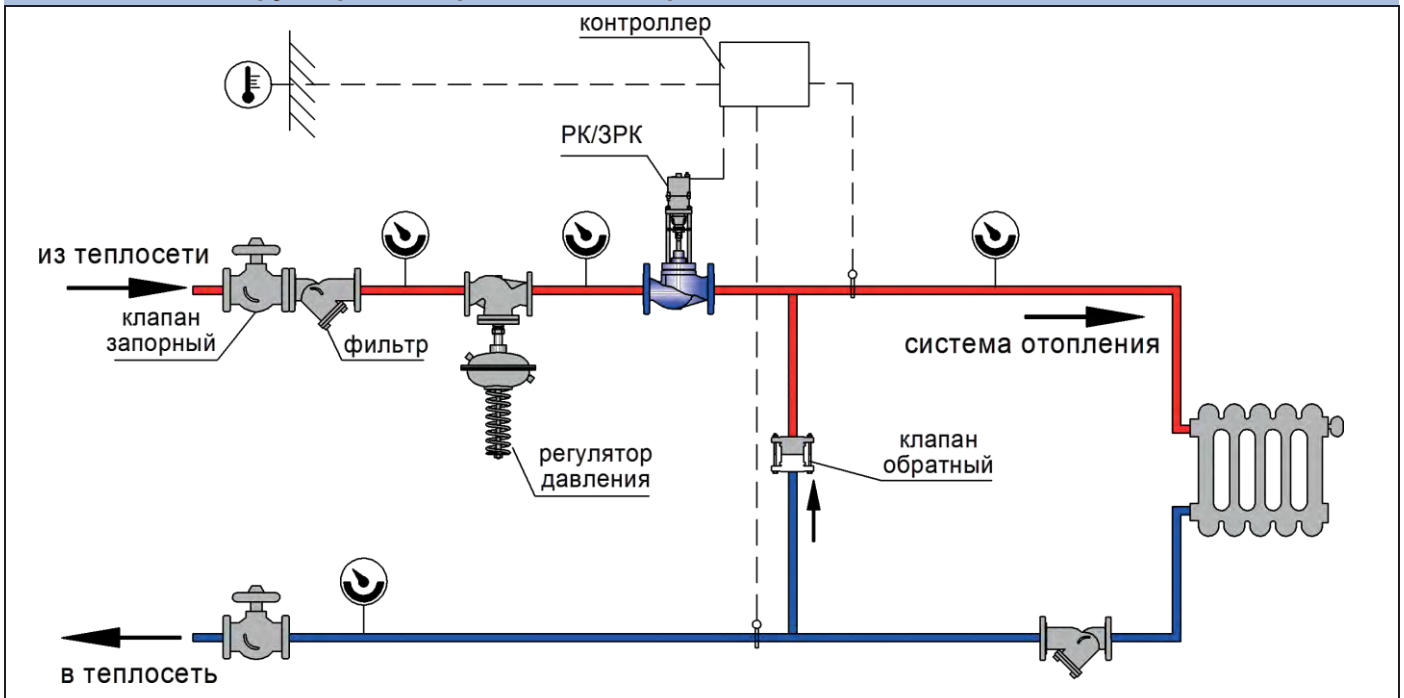 контроллер
РК/ЗРК
из теплосети
клапан
запорный
фильтр
регулятор
давления
система отопления
клапан
обратный
в теплосеть